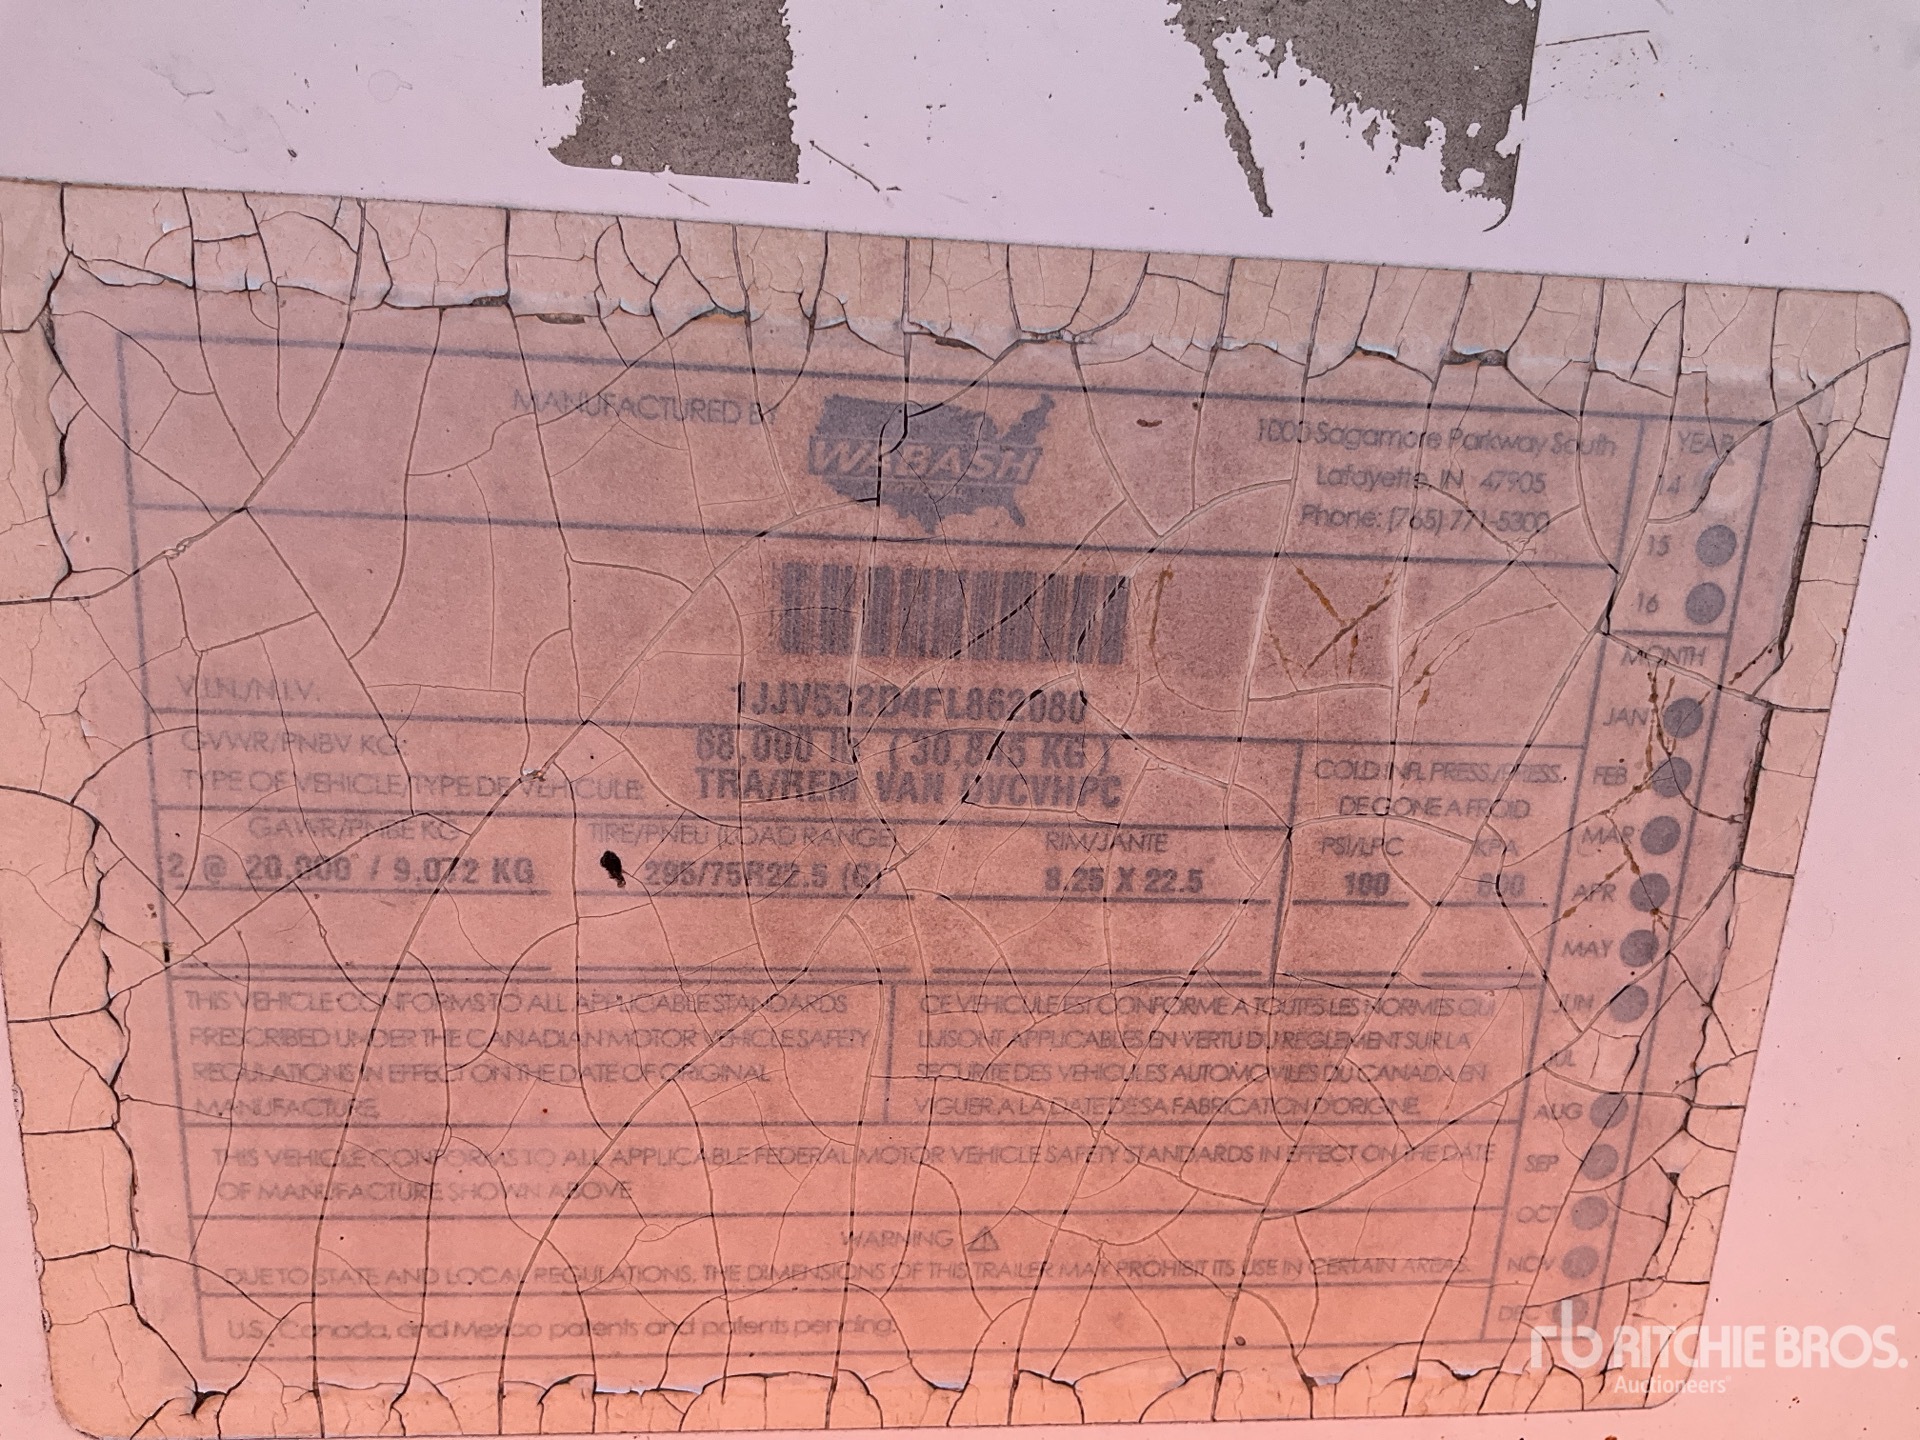 MANUFACTURED BY
WABASH
1000 Sagamore Parkway South
Lafayette, IN 47905
Phone: (765) 771-5300
YEAR
14
15
16
V.I.N./N.I.V.
1JJV532D4FL862080
GVWR/PNBV KG
68,000 lb (30,845 KG)
TYPE OF VEHICLE/TYPE DE VEHICULE
TRA/REM VAN DVCVHPC
GAWR/PNBE KG
TIRE/PNEU (LOAD RANGE)
RIM/JANTE
COLD INFL PRESS./PRESS.
DE GONE A FROID
PSI/LPC
KPA
2 @ 20,000 / 9,072 KG
295/75R22.5 (G)
8.25 X 22.5
100
MONTH
JAN
FEB
MAR
APR
MAY
JUN
JUL
AUG
SEP
OCT
NOV
DEC
THIS VEHICLE CONFORMS TO ALL APPLICABLE STANDARDS
PRESCRIBED UNDER THE CANADIAN MOTOR VEHICLE SAFETY
REGULATIONS IN EFFECT ON THE DATE OF ORIGINAL
MANUFACTURE.
CE VEHICULE EST CONFORME A TOUTES LES NORMES QUI
LUI SONT APPLICABLES EN VERTU DU REGLEMENT SUR LA
SECURITE DES VEHICULES AUTOMOVILES DU CANADA EN
VIGUER A LA DATE DE SA FABRICATION D'ORIGINE.
THIS VEHICLE CONFORMS TO ALL APPLICABLE FEDERAL MOTOR VEHICLE SAFETY STANDARDS IN EFFECT ON THE DATE
OF MANUFACTURE SHOWN ABOVE
WARNING
DUE TO STATE AND LOCAL REGULATIONS, THE DIMENSIONS OF THIS TRAILER MAY PROHIBIT ITS USE IN CERTAIN AREAS.
U.S., Canada, and Mexico patents and patents pending.
rb RITCHIE BROS.
Auctioneers